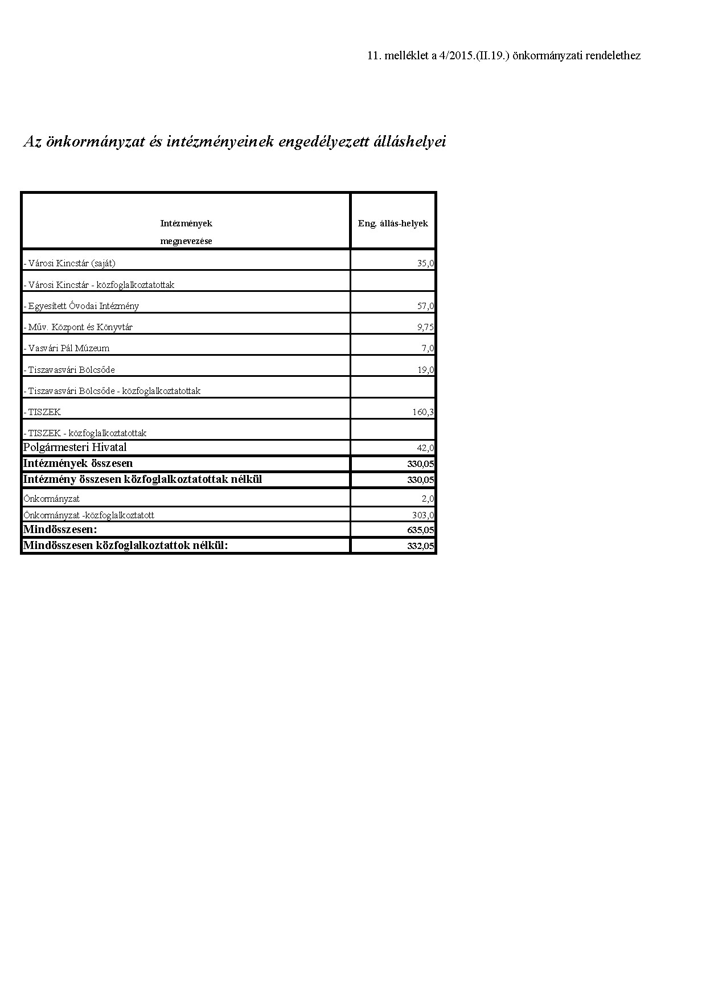 11. melléklet a 4/2015.(II.19.) önkormányzati rendelethez
Az önkormányzat és intézményeinek engedélyezett álláshelyei
Intézmények
megnevezése
Eng. állás-helyek
- Városi Kincstár (saját) 35,0
- Városi Kincstár - közfoglalkoztatottak
- Egyesített Óvodai Intézmény 57,0
- Műv. Központ és Könyvtár 9,75
- Vasvári Pál Múzeum 7,0
- Tiszavasvári Bölcsőde 19,0
- Tiszavasvári Bölcsőde - közfoglalkoztatottak
- TISZEK 160,3
- TISZEK - közfoglalkoztatottak
Polgármesteri Hivatal 42,0
Intézmények összesen 330,05
Intézmény összesen közfoglalkoztatottak nélkül 330,05
Önkormányzat 2,0
Önkormányzat -közfoglalkoztatott 303,0
Mindösszesen: 635,05
Mindösszesen közfoglalkoztattok nélkül: 332,05